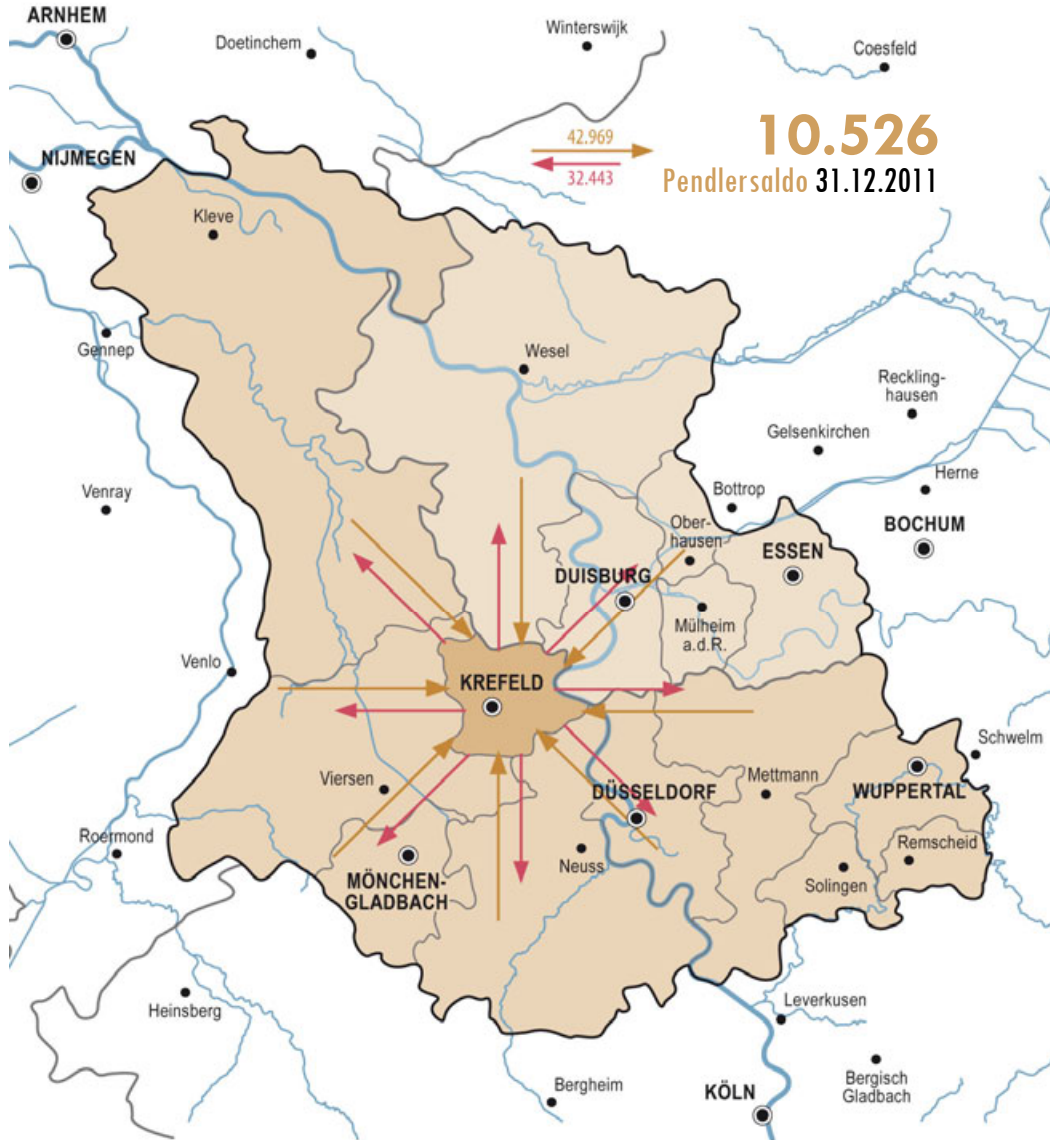 ARNHEM
Doetinchem
Winterswijk
Coesfeld
42.969
32.443
10.526
Pendlersaldo 31.12.2011
NIJMEGEN
Kleve
Gennep
Wesel
Reckling-
hausen
Gelsenkirchen
Herne
Venray
Bottrop
BOCHUM
Ober-
hausen
ESSEN
DUISBURG
Mülheim
a.d.R.
Venlo
KREFELD
Schwelm
Viersen
Mettmann
WUPPERTAL
DÜSSELDORF
Roermond
Neuss
Remscheid
Solingen
MÖNCHEN-
GLADBACH
Heinsberg
Leverkusen
Bergheim
KÖLN
Bergisch
Gladbach